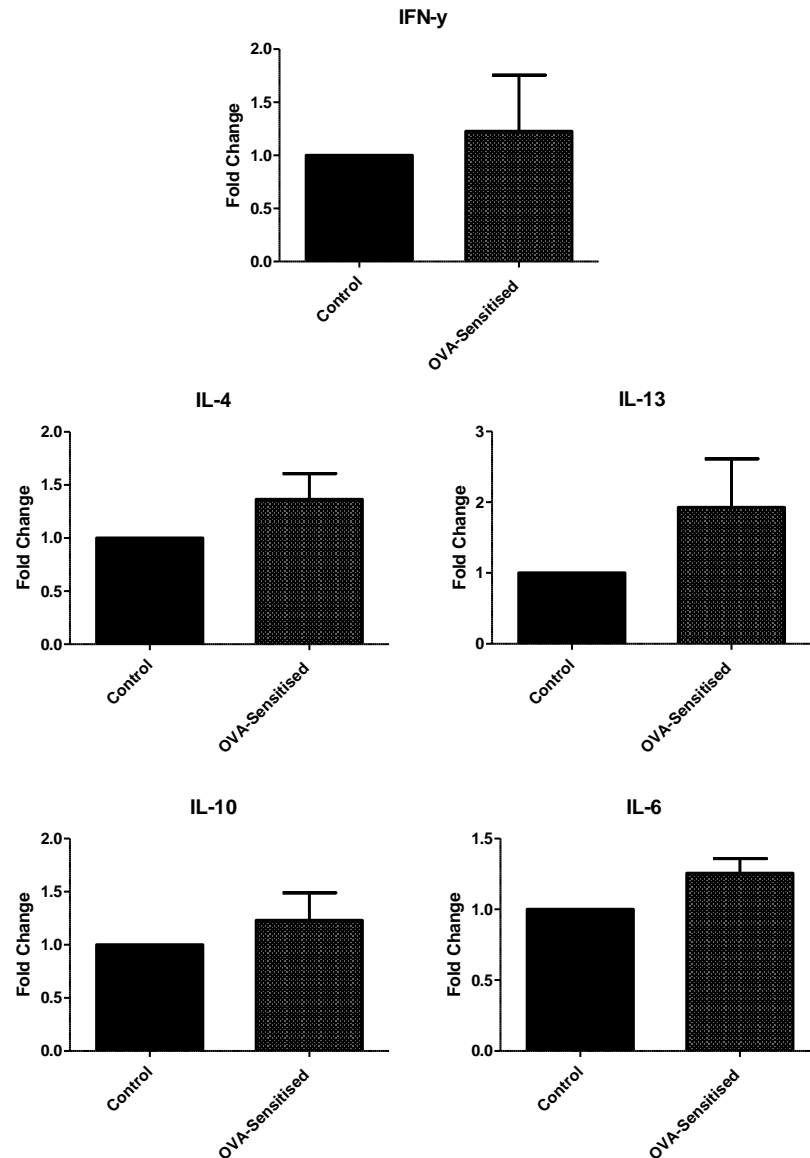 IFN-y
Fold Change
2.0
1.5
1.0
0.5
0.0
Control
OVA-Sensitised
IL-4
Fold Change
2.0
1.5
1.0
0.5
0.0
Control
OVA-Sensitised
IL-13
Fold Change
3
2
1
0
Control
OVA-Sensitised
IL-10
Fold Change
2.0
1.5
1.0
0.5
0.0
Control
OVA-Sensitised
IL-6
Fold Change
1.5
1.0
0.5
0.0
Control
OVA-Sensitised